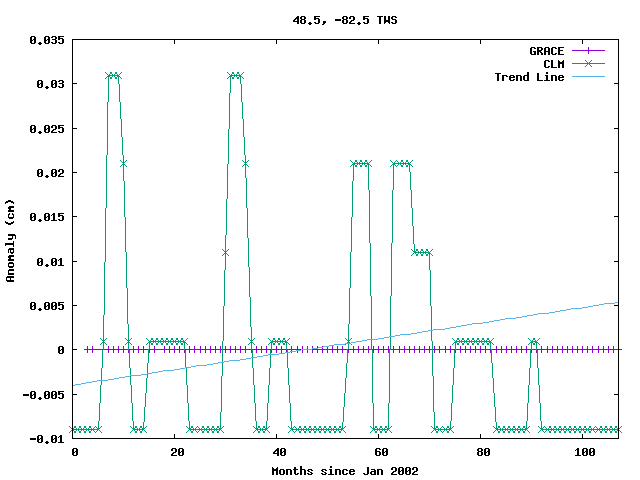 48.5, -82.5 TWS
0.035
0.03
0.025
0.02
0.015
0.01
0.005
0
-0.005
-0.01
Anomaly (cm)
GRACE
CLM
Trend Line
0 20 40 60 80 100
Months since Jan 2002